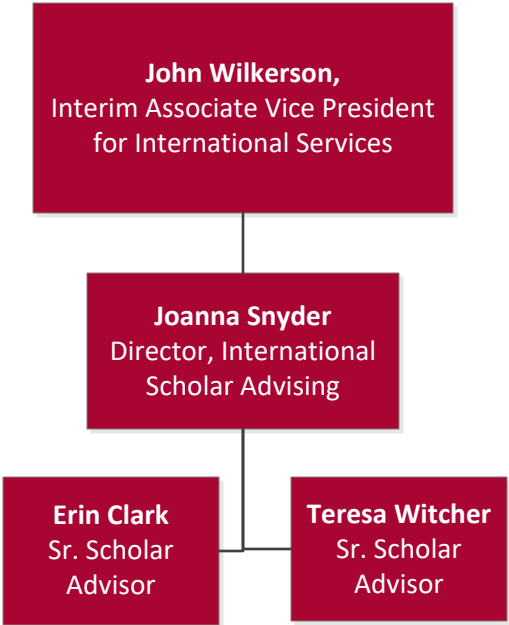 John Wilkerson,
Interim Associate Vice President
for International Services
Joanna Snyder
Director, International
Scholar Advising
Erin Clark
Sr. Scholar
Advisor
Teresa Witcher
Sr. Scholar
Advisor